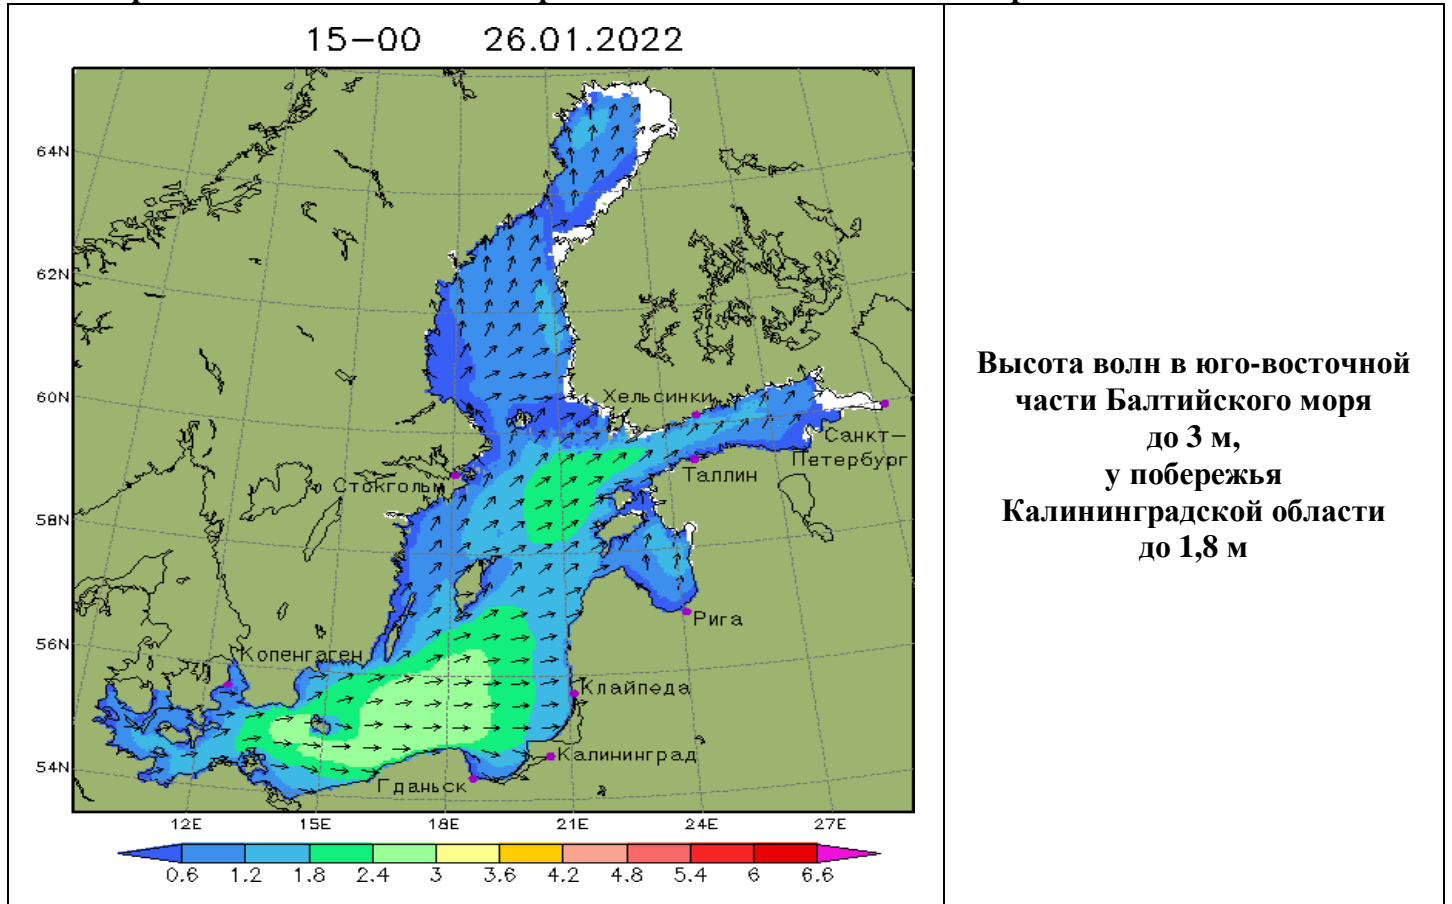 15-00 26.01.2022
64N
62N
60N
58N
56N
54N
Хельсинки
Санкт-
Петербург
Таллин
Стокгольм
Рига
Копенгаген
Клайпеда
Калининград
Гданьск
12E 15E 18E 21E 24E 27E
0.6 1.2 1.8 2.4 3 3.6 4.2 4.8 5.4 6 6.6
Высота волн в юго-восточной
части Балтийского моря
до 3 м,
у побережья
Калининградской области
до 1,8 м